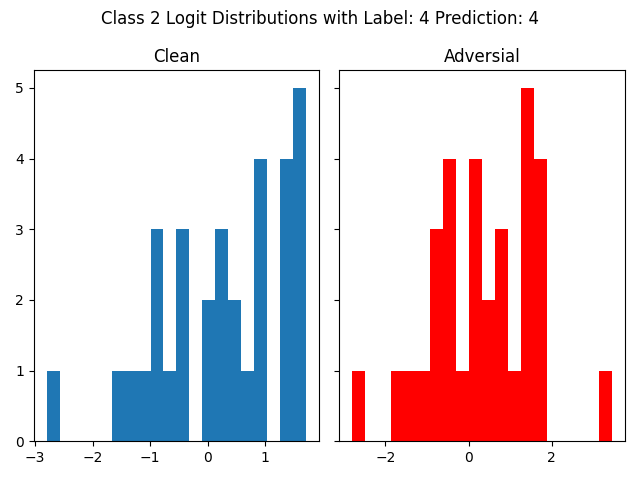 Class 2 Logit Distributions with Label: 4 Prediction: 4
Clean
Adversial
5
4
3
2
1
0
−3 −2 −1 0 1
−2 0 2